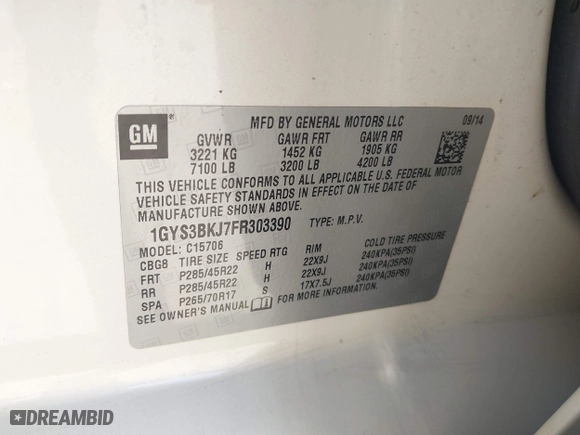 MFD BY GENERAL MOTORS LLC 09/14
GM
GVWR GAWR FRT GAWR RR
3221 KG 1452 KG 1905 KG
7100 LB 3200 LB 4200 LB
THIS VEHICLE CONFORMS TO ALL APPLICABLE U.S. FEDERAL MOTOR
VEHICLE SAFETY STANDARDS IN EFFECT ON THE DATE OF
MANUFACTURE SHOWN ABOVE.
1GYS3BKJ7FR303390 TYPE: M.P.V.
MODEL: C15706
CBG8 TIRE SIZE SPEED RTG RIM COLD TIRE PRESSURE
FRT P285/45R22 H 22X9J 240KPA(35PSI)
RR P285/45R22 H 22X9J 240KPA(35PSI)
SPA P265/70R17 S 17X7.5J 240KPA(35PSI)
SEE OWNER'S MANUAL FOR MORE INFORMATION.
DREAMBID